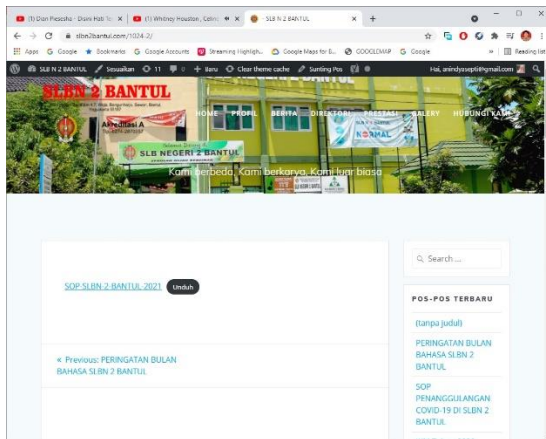 (1) Dian Piesesha - Disini Hati Te
(1) Whitney Houston, Celine
- SLB N 2 BANTUL
slbn2bantul.com/1024-2/
Apps
Google
Bookmarks
Google Accounts
Streaming Highligh...
Google Maps for B...
GOOGLEMAP
Google
»
Reading list
SLB N 2 BANTUL
Sesuaikan
11
0
+ Baru
Clear theme cache
Sunting Pos
Hai, anindyasepti@gmail.com
SLBN 2 BANTUL
Akreditasi A
HOME
PROFIL
BERITA
DIREKTORI
PRESTASI
GALERY
HUBUNGI KAMI
SLB NEGERI 2 BANTUL
NORMAL
Kami berbeda, Kami berkarya, Kami luar biasa
SOP-SLBN-2-BANTUL-2021
Unduh
« Previous: PERINGATAN BULAN
BAHASA SLBN 2 BANTUL
Search ...
POS-POS TERBARU
(tanpa judul)
PERINGATAN BULAN
BAHASA SLBN 2
BANTUL
SOP
PENANGGULANGAN
COVID-19 DI SLBN 2
BANTUL